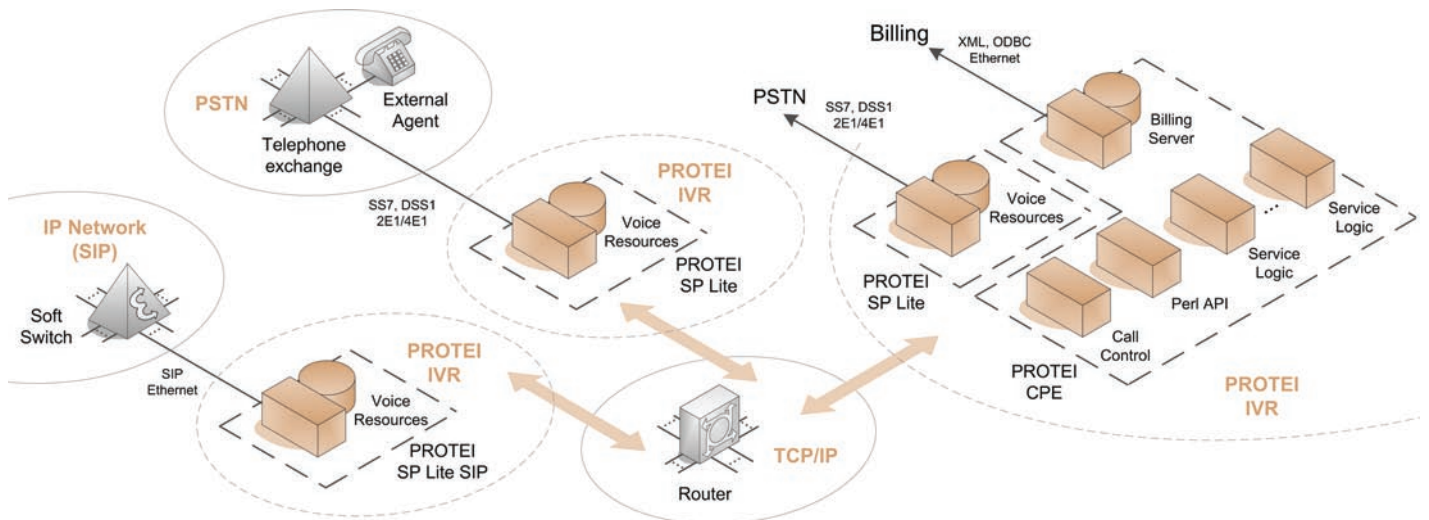 PSTN
External
Agent
Telephone
exchange
SS7, DSS1
2E1/4E1
PROTEI
IVR
Voice
Resources
PROTEI
SP Lite
IP Network
(SIP)
Soft
Switch
SIP
Ethernet
PROTEI
IVR
Voice
Resources
PROTEI
SP Lite SIP
Router
TCP/IP
Billing
XML, ODBC
Ethernet
PSTN
SS7, DSS1
2E1/4E1
Billing
Server
Voice
Resources
PROTEI
SP Lite
Service
Logic
...
Service
Logic
Perl API
Call
Control
PROTEI
CPE
PROTEI
IVR